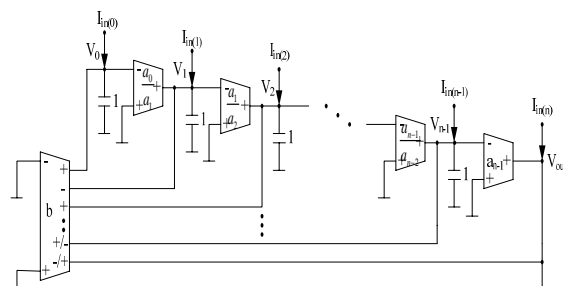 I_in(0)
I_in(1)
I_in(2)
I_in(n-1)
I_in(n)
V_0
V_1
V_2
V_n-1
V_ou
- a_0 + a_1 +
- a_1 + a_2 +
- a_n-1 + a_n-2 +
- a_n-1 + +
1
1
1
1
-
b
+
+
-
+
+/-
-/+